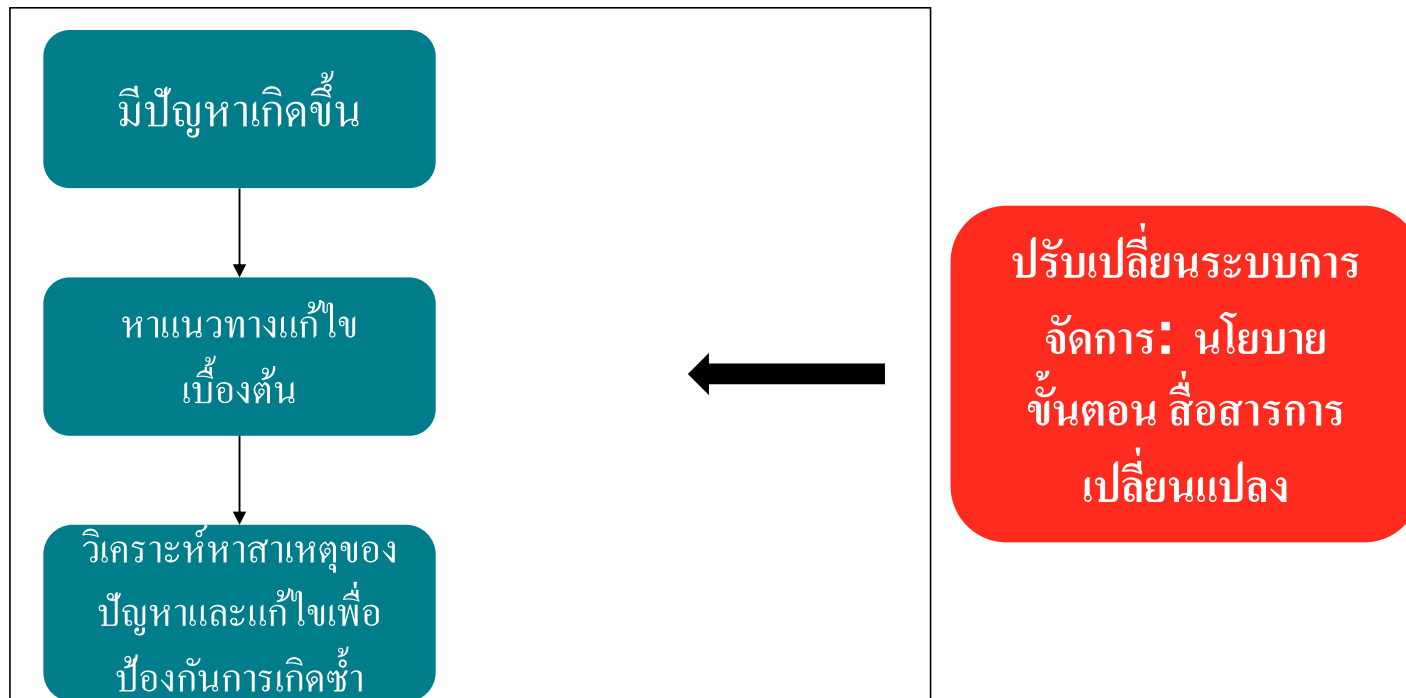 มีปัญหาเกิดขึ้น
หาแนวทางแก้ไข
เบื้องต้น
วิเคราะห์หาสาเหตุของ
ปัญหาและแก้ไขเพื่อ
ป้องกันการเกิดซ้ำ
ปรับเปลี่ยนระบบการ
จัดการ: นโยบาย
ขั้นตอน สื่อสารการ
เปลี่ยนแปลง